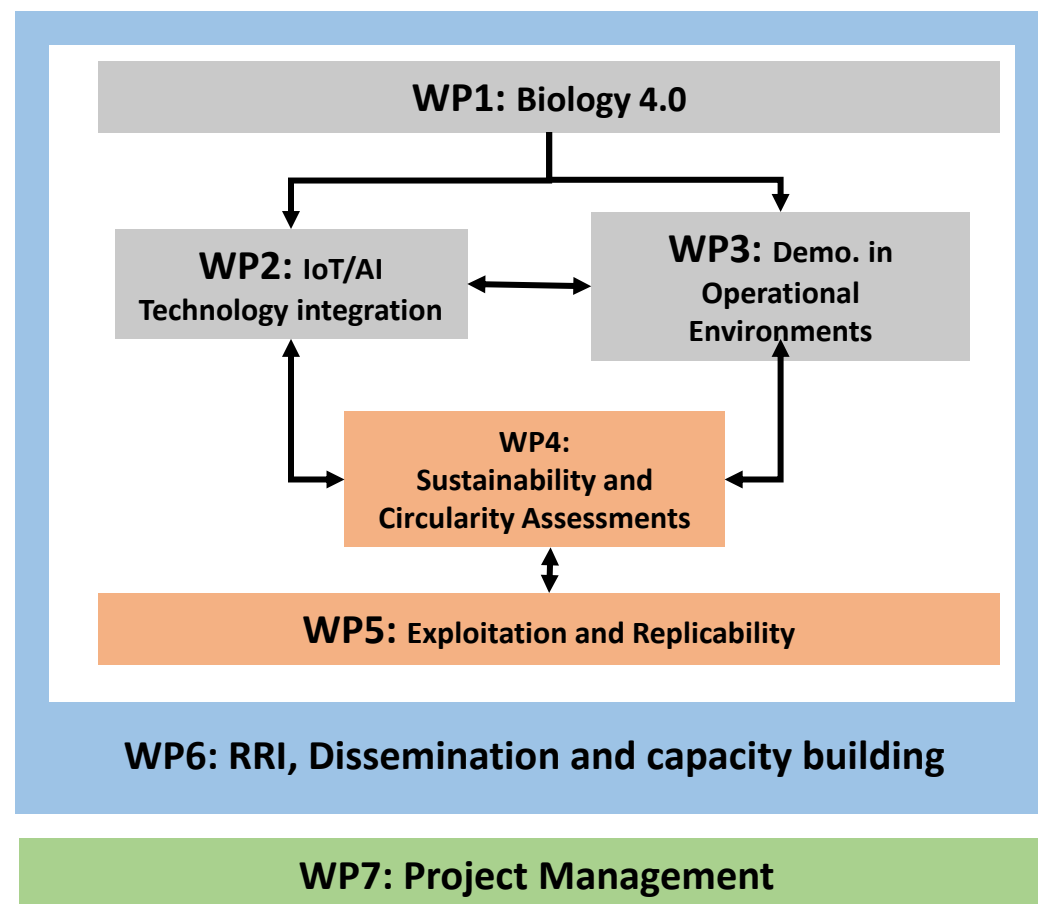 WP1: Biology 4.0
WP2: IoT/AI
Technology integration
WP3: Demo. in
Operational
Environments
WP4:
Sustainability and
Circularity Assessments
WP5: Exploitation and Replicability
WP6: RRI, Dissemination and capacity building
WP7: Project Management